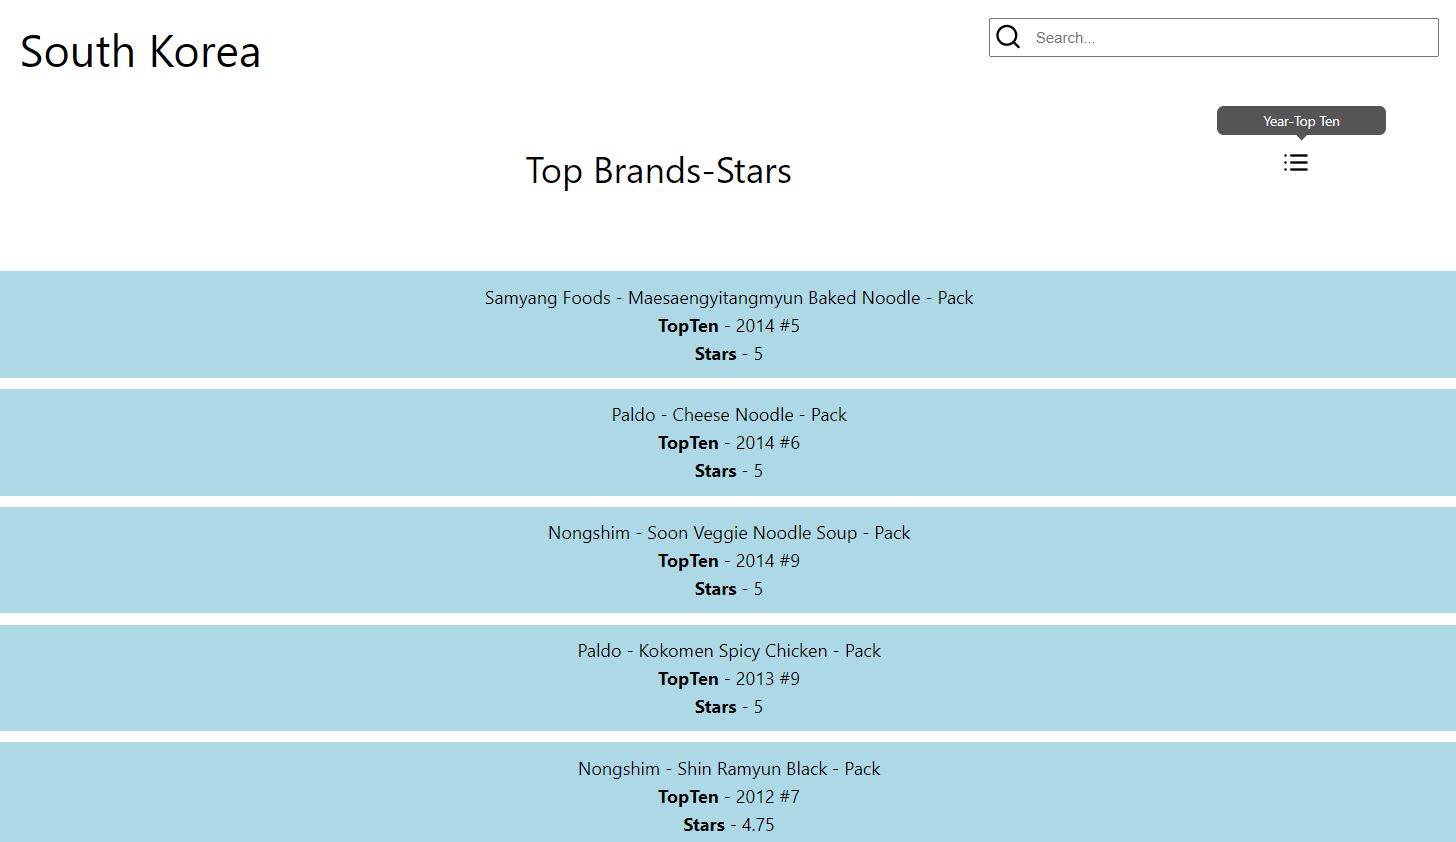 South Korea
Search...
Year-Top Ten
Top Brands-Stars
Samyang Foods - Maesaengyitangmyun Baked Noodle - Pack
TopTen - 2014 #5
Stars - 5
Paldo - Cheese Noodle - Pack
TopTen - 2014 #6
Stars - 5
Nongshim - Soon Veggie Noodle Soup - Pack
TopTen - 2014 #9
Stars - 5
Paldo - Kokomen Spicy Chicken - Pack
TopTen - 2013 #9
Stars - 5
Nongshim - Shin Ramyun Black - Pack
TopTen - 2012 #7
Stars - 4.75